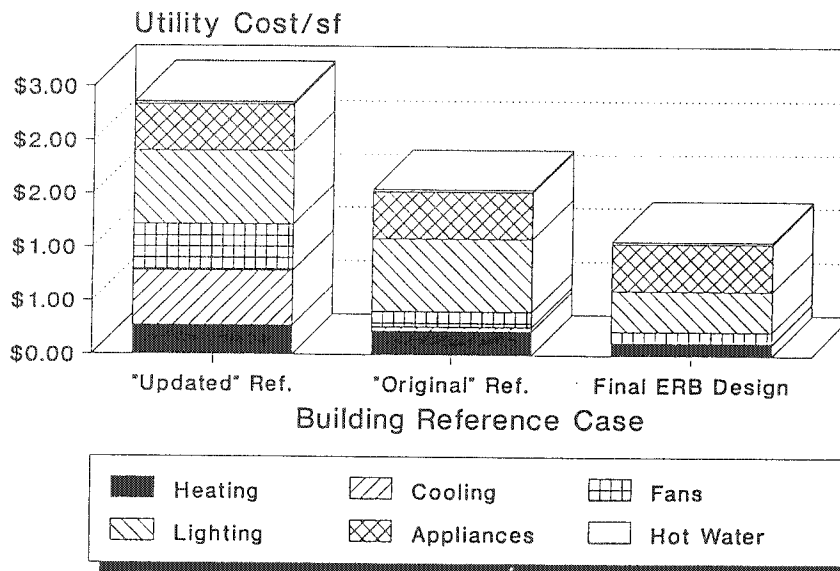 Utility Cost/sf
$3.00
$2.00
$2.00
$1.00
$1.00
$0.00
"Updated" Ref.
"Original" Ref.
Final ERB Design
Building Reference Case
Heating
Cooling
Fans
Lighting
Appliances
Hot Water